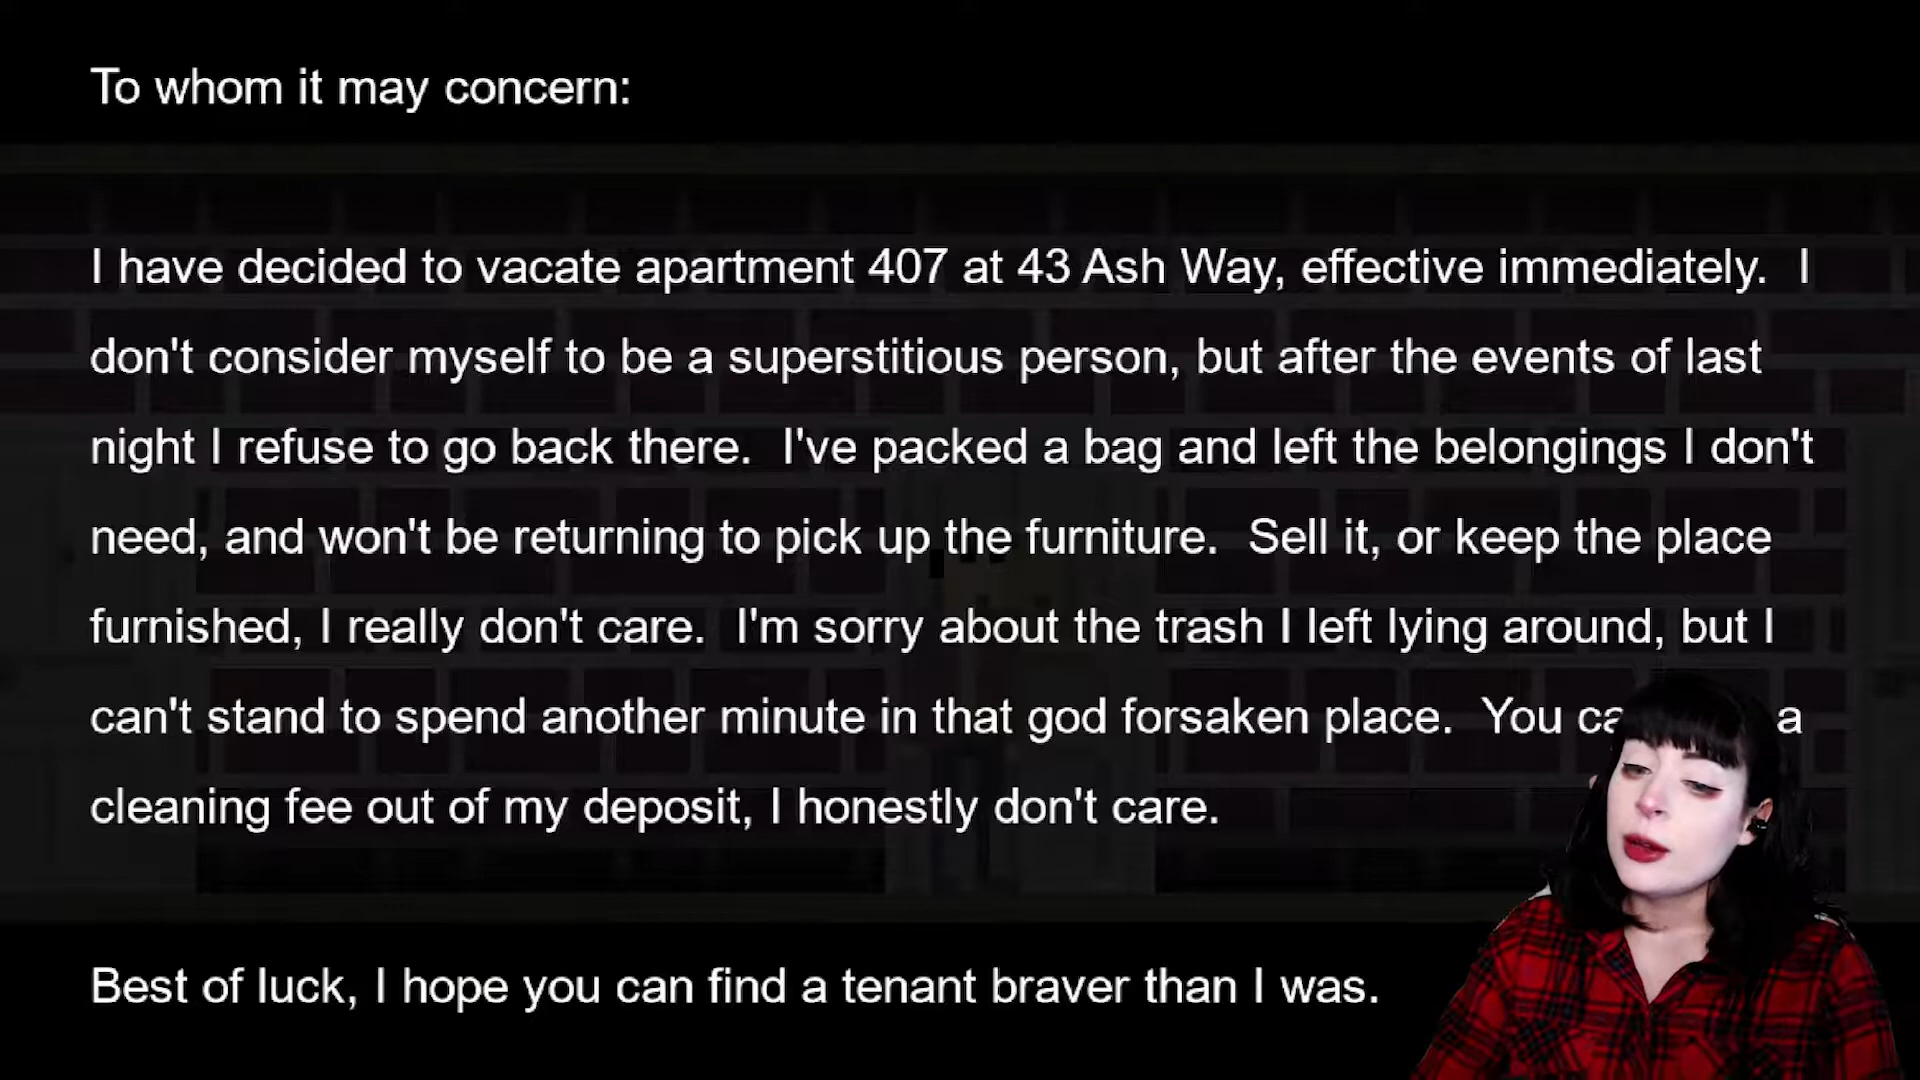 To whom it may concern:
I have decided to vacate apartment 407 at 43 Ash Way, effective immediately.  I
don't consider myself to be a superstitious person, but after the events of last
night I refuse to go back there.  I've packed a bag and left the belongings I don't
need, and won't be returning to pick up the furniture.  Sell it, or keep the place
furnished, I really don't care.  I'm sorry about the trash I left lying around, but I
can't stand to spend another minute in that god forsaken place.  You a
cleaning fee out of my deposit, I honestly don't care.
Best of luck, I hope you can find a tenant braver than I was.